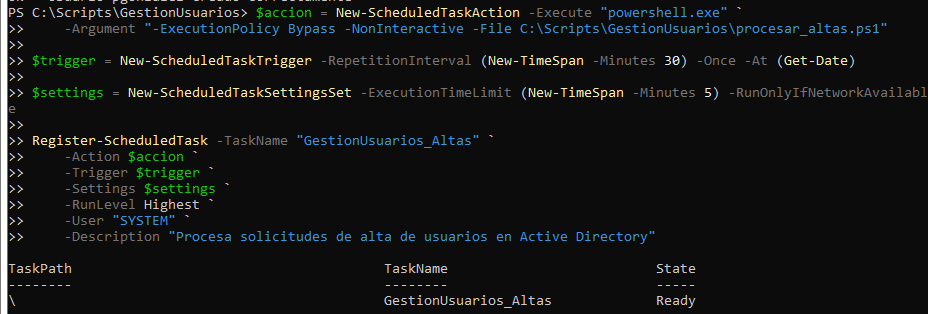 PS C:\Scripts\GestionUsuarios> $accion = New-ScheduledTaskAction -Execute "powershell.exe" `
>>     -Argument "-ExecutionPolicy Bypass -NonInteractive -File C:\Scripts\GestionUsuarios\procesar_altas.ps1"
>>
>> $trigger = New-ScheduledTaskTrigger -RepetitionInterval (New-TimeSpan -Minutes 30) -Once -At (Get-Date)
>>
>> $settings = New-ScheduledTaskSettingsSet -ExecutionTimeLimit (New-TimeSpan -Minutes 5) -RunOnlyIfNetworkAvailabl
e
>>
>> Register-ScheduledTask -TaskName "GestionUsuarios_Altas" `
>>     -Action $accion `
>>     -Trigger $trigger `
>>     -Settings $settings `
>>     -RunLevel Highest `
>>     -User "SYSTEM" `
>>     -Description "Procesa solicitudes de alta de usuarios en Active Directory"

TaskPath                                       TaskName                          State
--------                                       --------                          -----
\                                              GestionUsuarios_Altas             Ready